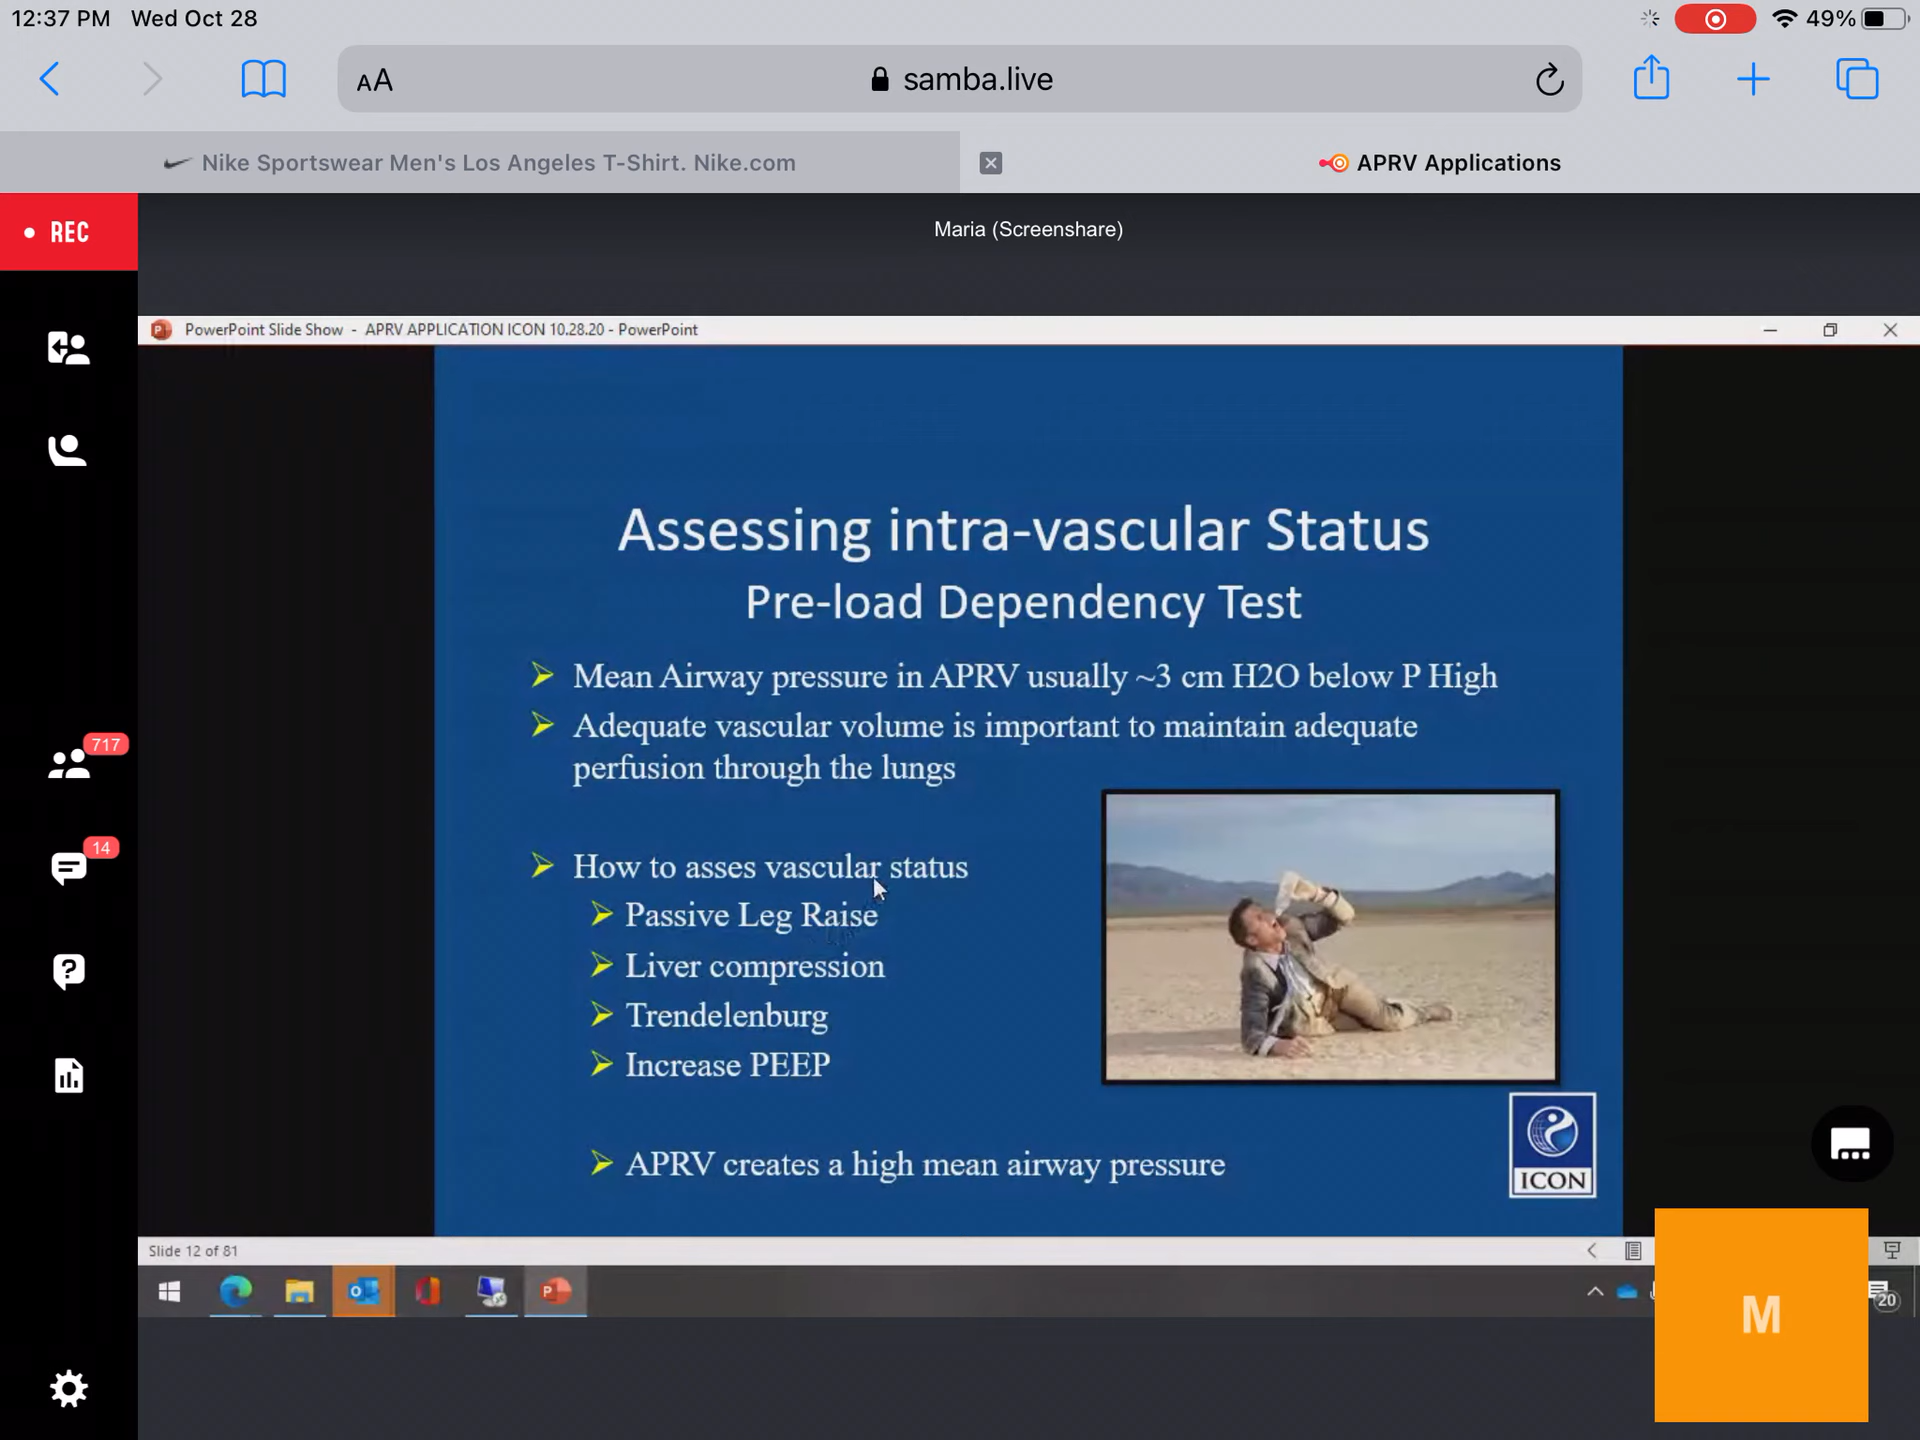 12:37 PM Wed Oct 28
49%
AA
samba.live
Nike Sportswear Men's Los Angeles T-Shirt. Nike.com
APRV Applications
REC
Maria (Screenshare)
PowerPoint Slide Show - APRV APPLICATION ICON 10.28.20 - PowerPoint
Assessing intra-vascular Status
Pre-load Dependency Test
Mean Airway pressure in APRV usually ~3 cm H2O below P High
Adequate vascular volume is important to maintain adequate
perfusion through the lungs
717
14
How to asses vascular status
Passive Leg Raise
Liver compression
Trendelenburg
Increase PEEP
APRV creates a high mean airway pressure
ICON
Slide 12 of 81
M
20